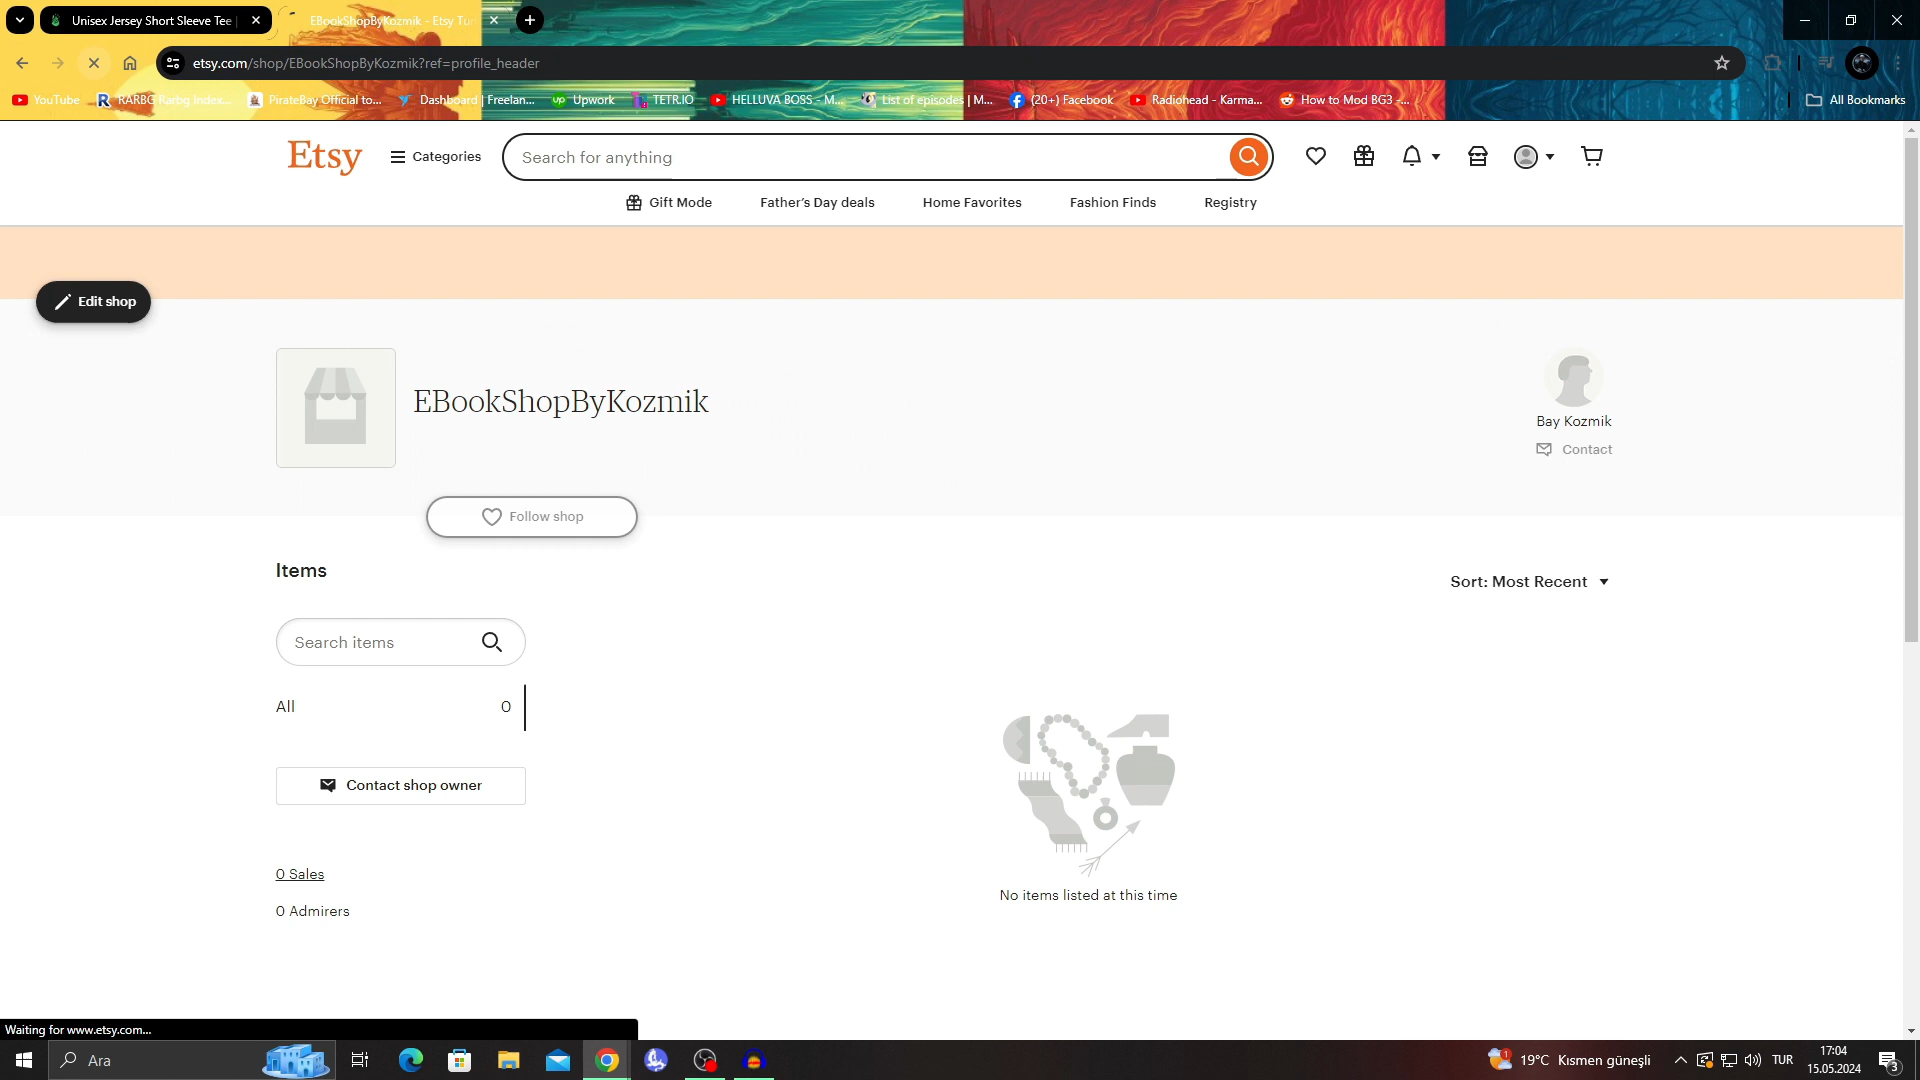 Unisex Jersey Short Sleeve Tee |
EBookShopByKozmik - Etsy Tur
etsy.com/shop/EBookShopByKozmik?ref=profile_header
YouTube
RARBG Rarbg Index...
PirateBay Official to...
Dashboard | Freelan...
Upwork
TETR.IO
HELLUVA BOSS - M...
List of episodes | M...
(20+) Facebook
Radiohead - Karma...
How to Mod BG3 -...
All Bookmarks
Etsy
Categories
Search for anything
Gift Mode
Father's Day deals
Home Favorites
Fashion Finds
Registry
Edit shop
EBookShopByKozmik
Bay Kozmik
Contact
Follow shop
Items
Sort: Most Recent
Search items
All 0
Contact shop owner
0 Sales
0 Admirers
No items listed at this time
Waiting for www.etsy.com...
Ara
1
19°C Kısmen güneşli
TUR
17:04
15.05.2024
3